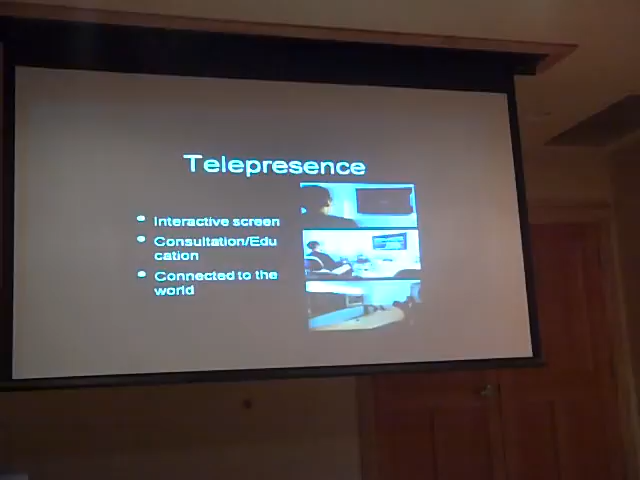 Telepresence
Interactive screen
Consultation/Edu
cation
Connected to the
world